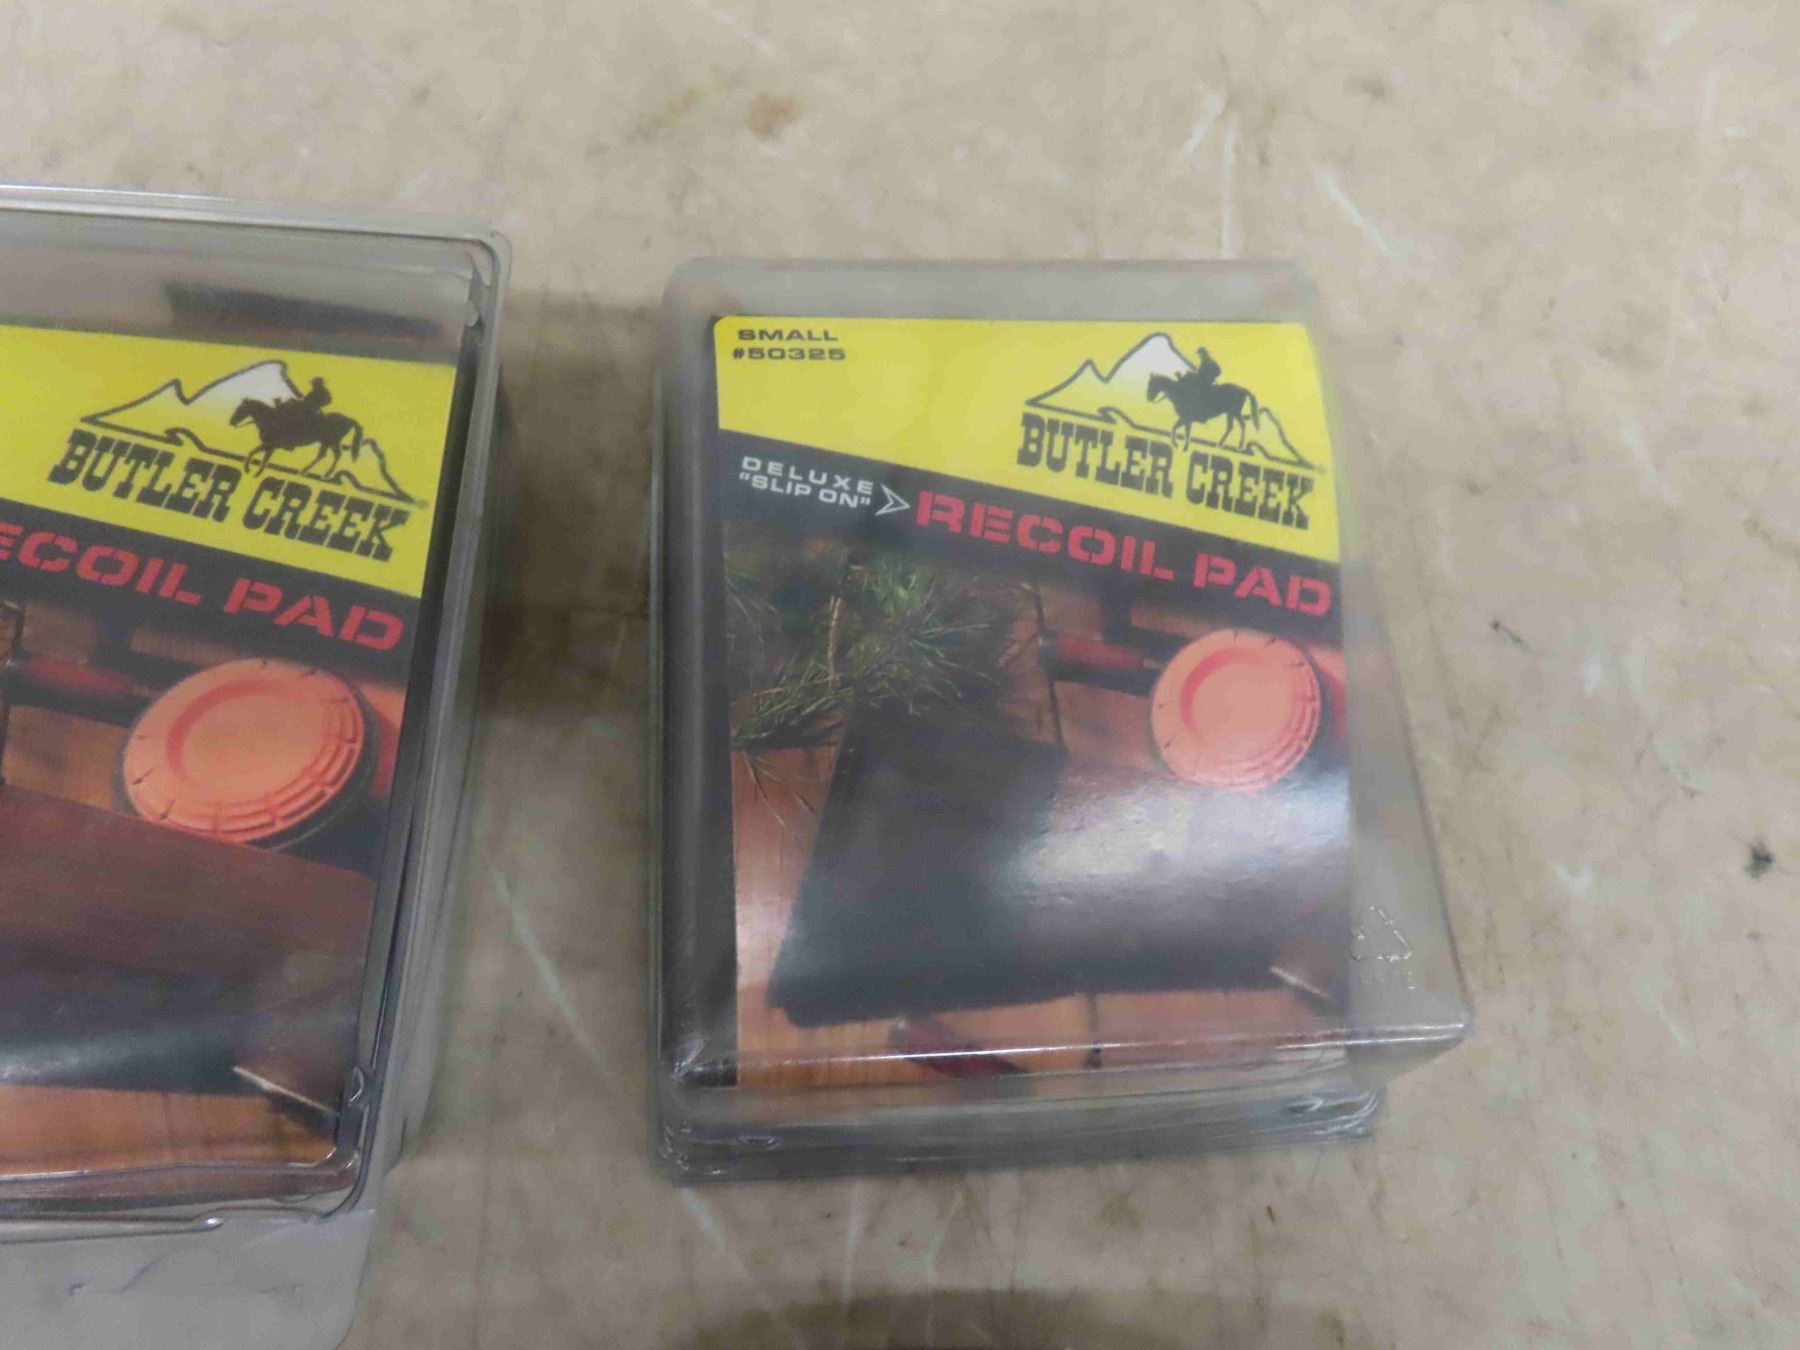 BUTLER CREEK
ECOIL PAD
SMALL
#50325
BUTLER CREEK
DELUXE
"SLIP ON"
RECOIL PAD